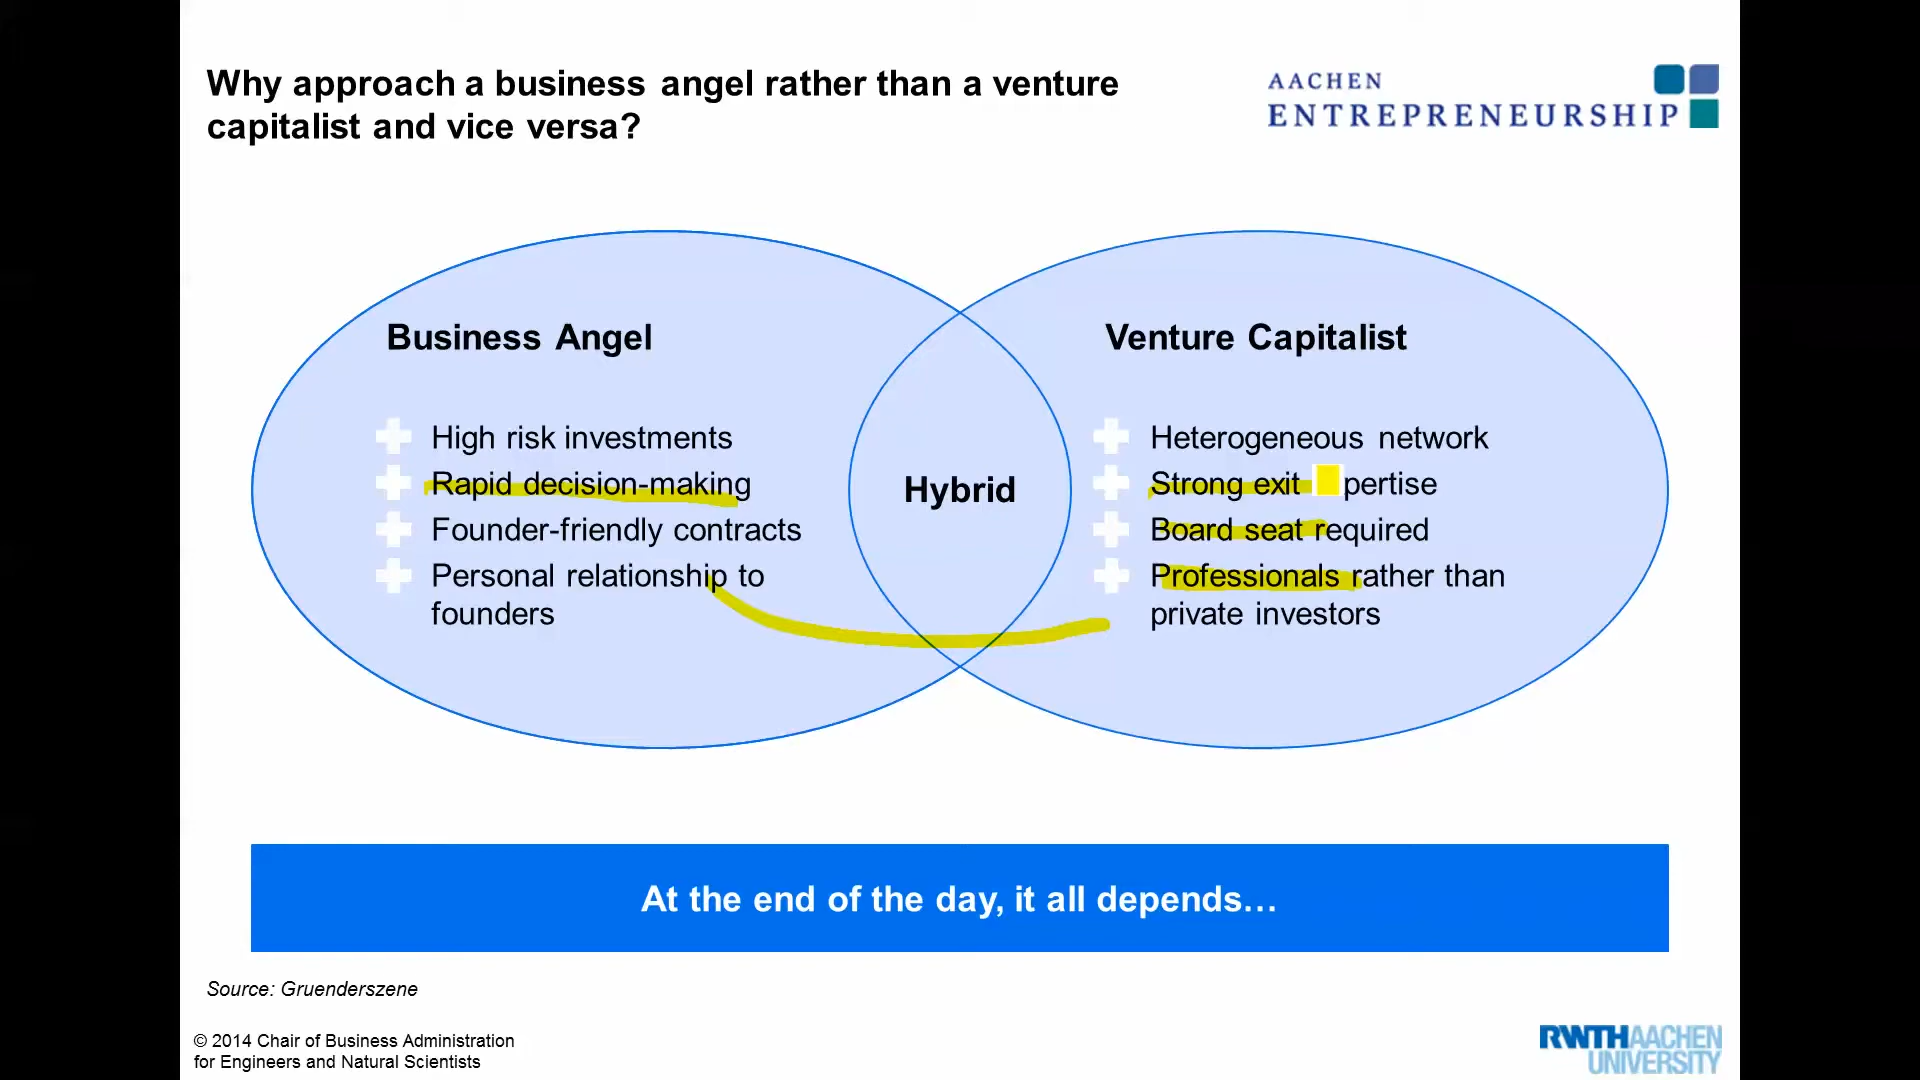 Why approach a business angel rather than a venture
capitalist and vice versa?
AACHEN
ENTREPRENEURSHIP
Business Angel
High risk investments
Rapid decision-making
Founder-friendly contracts
Personal relationship to
founders
Hybrid
Venture Capitalist
Heterogeneous network
Strong exit pertise
Board seat required
Professionals rather than
private investors
At the end of the day, it all depends…
Source: Gruenderszene
© 2014 Chair of Business Administration
for Engineers and Natural Scientists
RWTHAACHEN
UNIVERSITY